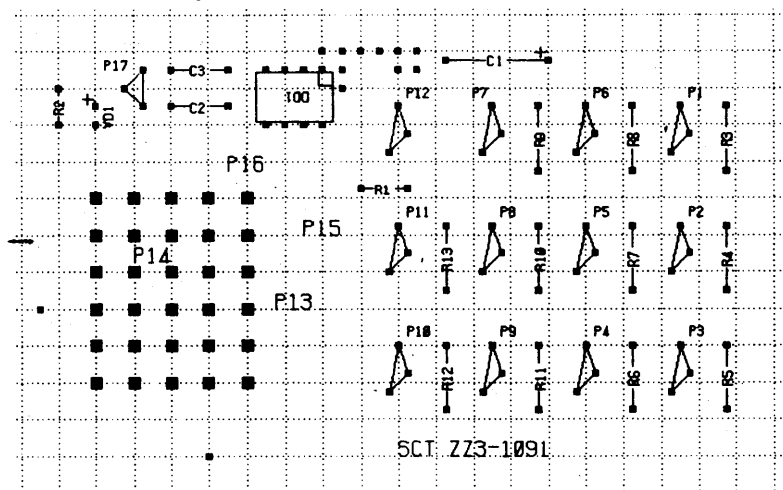 P17
C3
C1
+
P12
P7
P6
P1
R2
+
VD1
C2
DD1
R9
R8
R3
P16
R1
P11
P8
P5
P2
P15
P14
R13
R10
R7
R4
P13
P10
P9
P4
P3
R12
R11
R6
R5
SCT ZZ3-1091